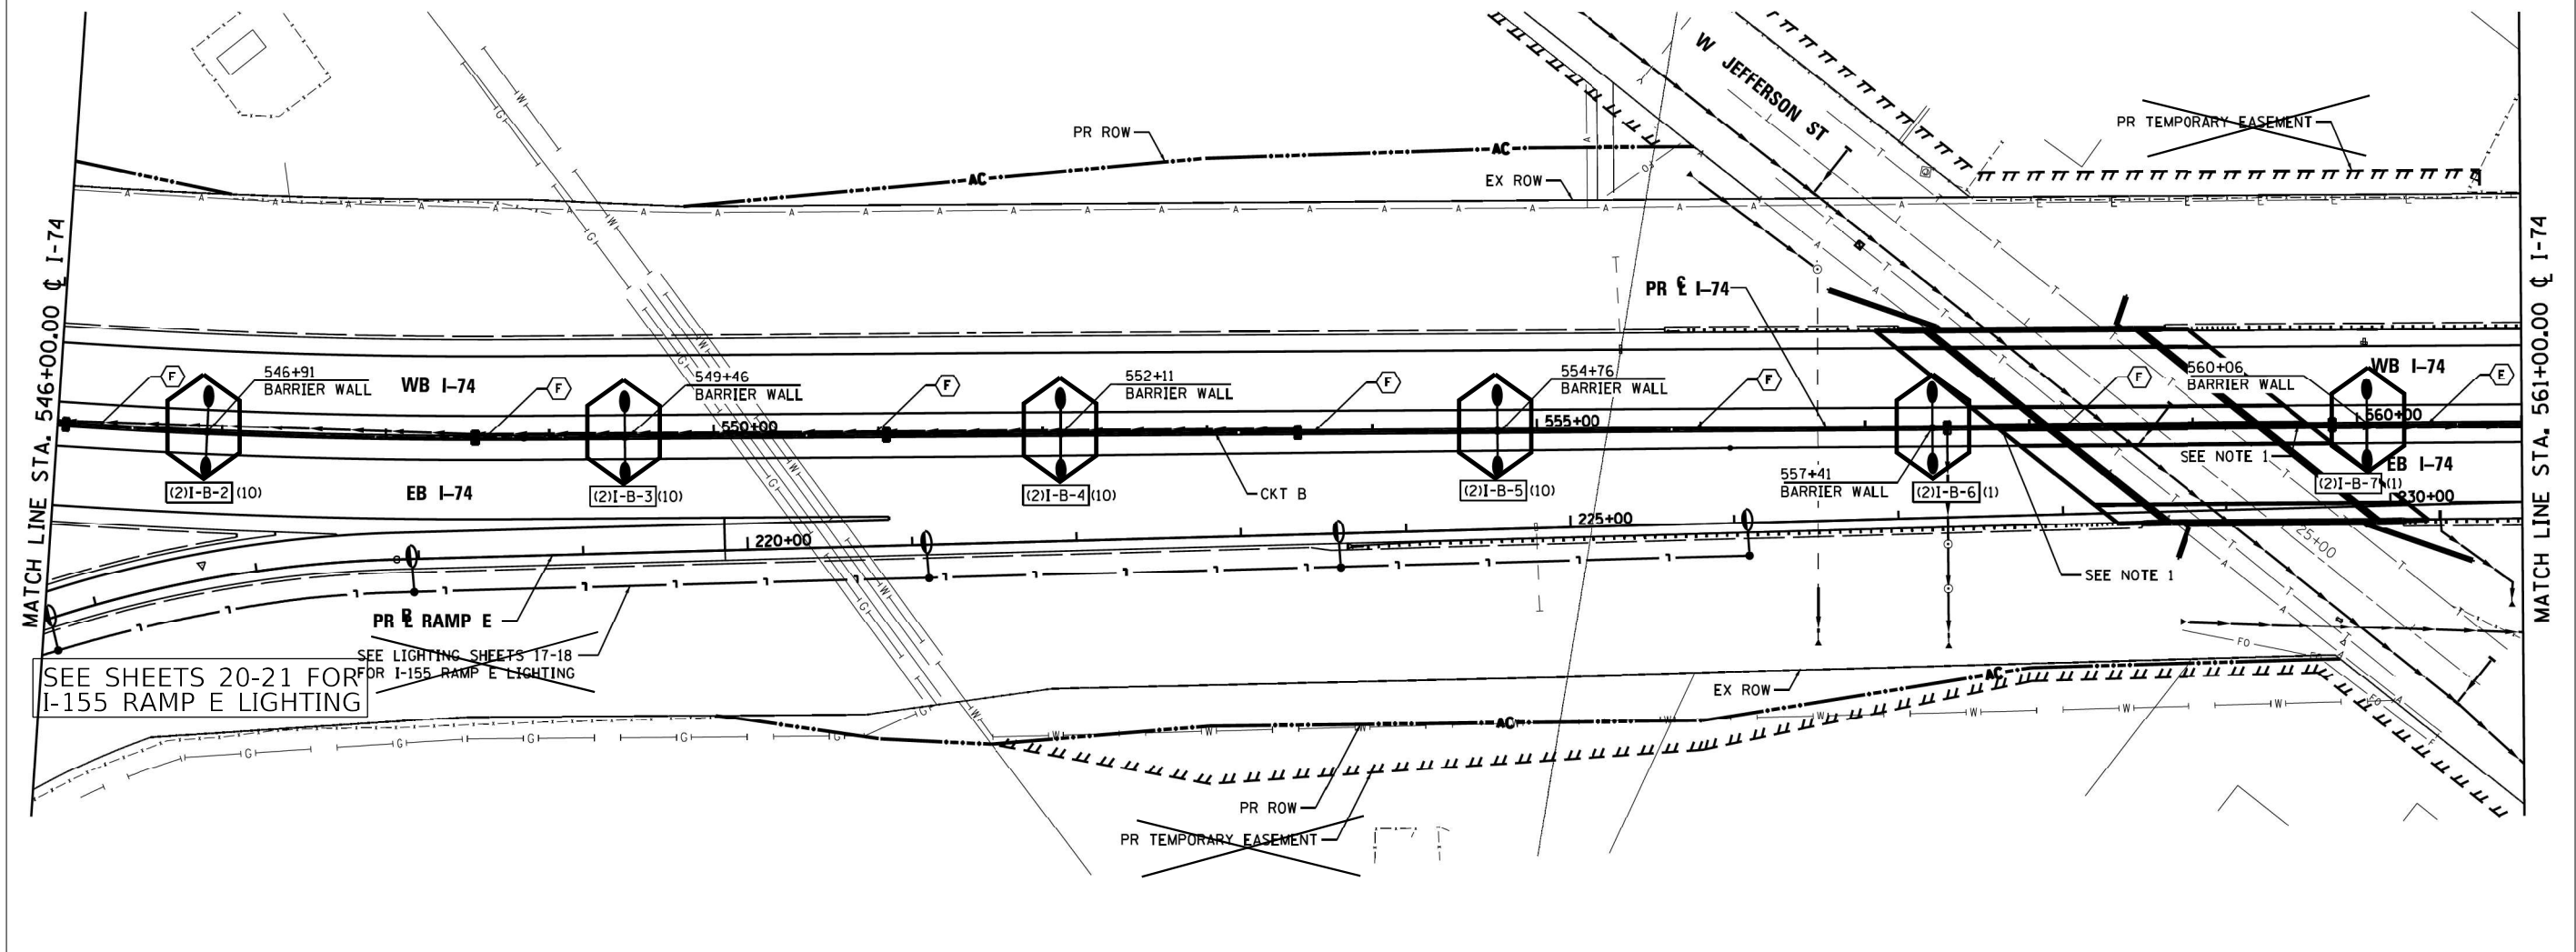 W JEFFERSON ST
PR TEMPORARY EASEMENT
PR ROW
AC
AC
EX ROW
MATCH LINE STA. 546+00.00 ℄ I-74
MATCH LINE STA. 561+00.00 ℄ I-74
PR ℄ I-74
F
546+91
BARRIER WALL
WB I-74
F
549+46
BARRIER WALL
F
552+11
BARRIER WALL
F
554+76
BARRIER WALL
F
F
560+06
BARRIER WALL
WB I-74
E
550+00
555+00
560+00
SEE NOTE 1
EB I-74
557+41
BARRIER WALL
(2)I-B-2 (10)
EB I-74
(2)I-B-3 (10)
(2)I-B-4 (10)
CKT B
(2)I-B-5 (10)
(2)I-B-6 (1)
(2)I-B-7 (1)
230+00
220+00
225+00
25+00
SEE NOTE 1
PR B L RAMP E
SEE LIGHTING SHEETS 17-18
FOR I-155 RAMP E LIGHTING
SEE SHEETS 20-21 FOR
I-155 RAMP E LIGHTING
EX ROW
AC
AC
PR ROW
PR TEMPORARY EASEMENT